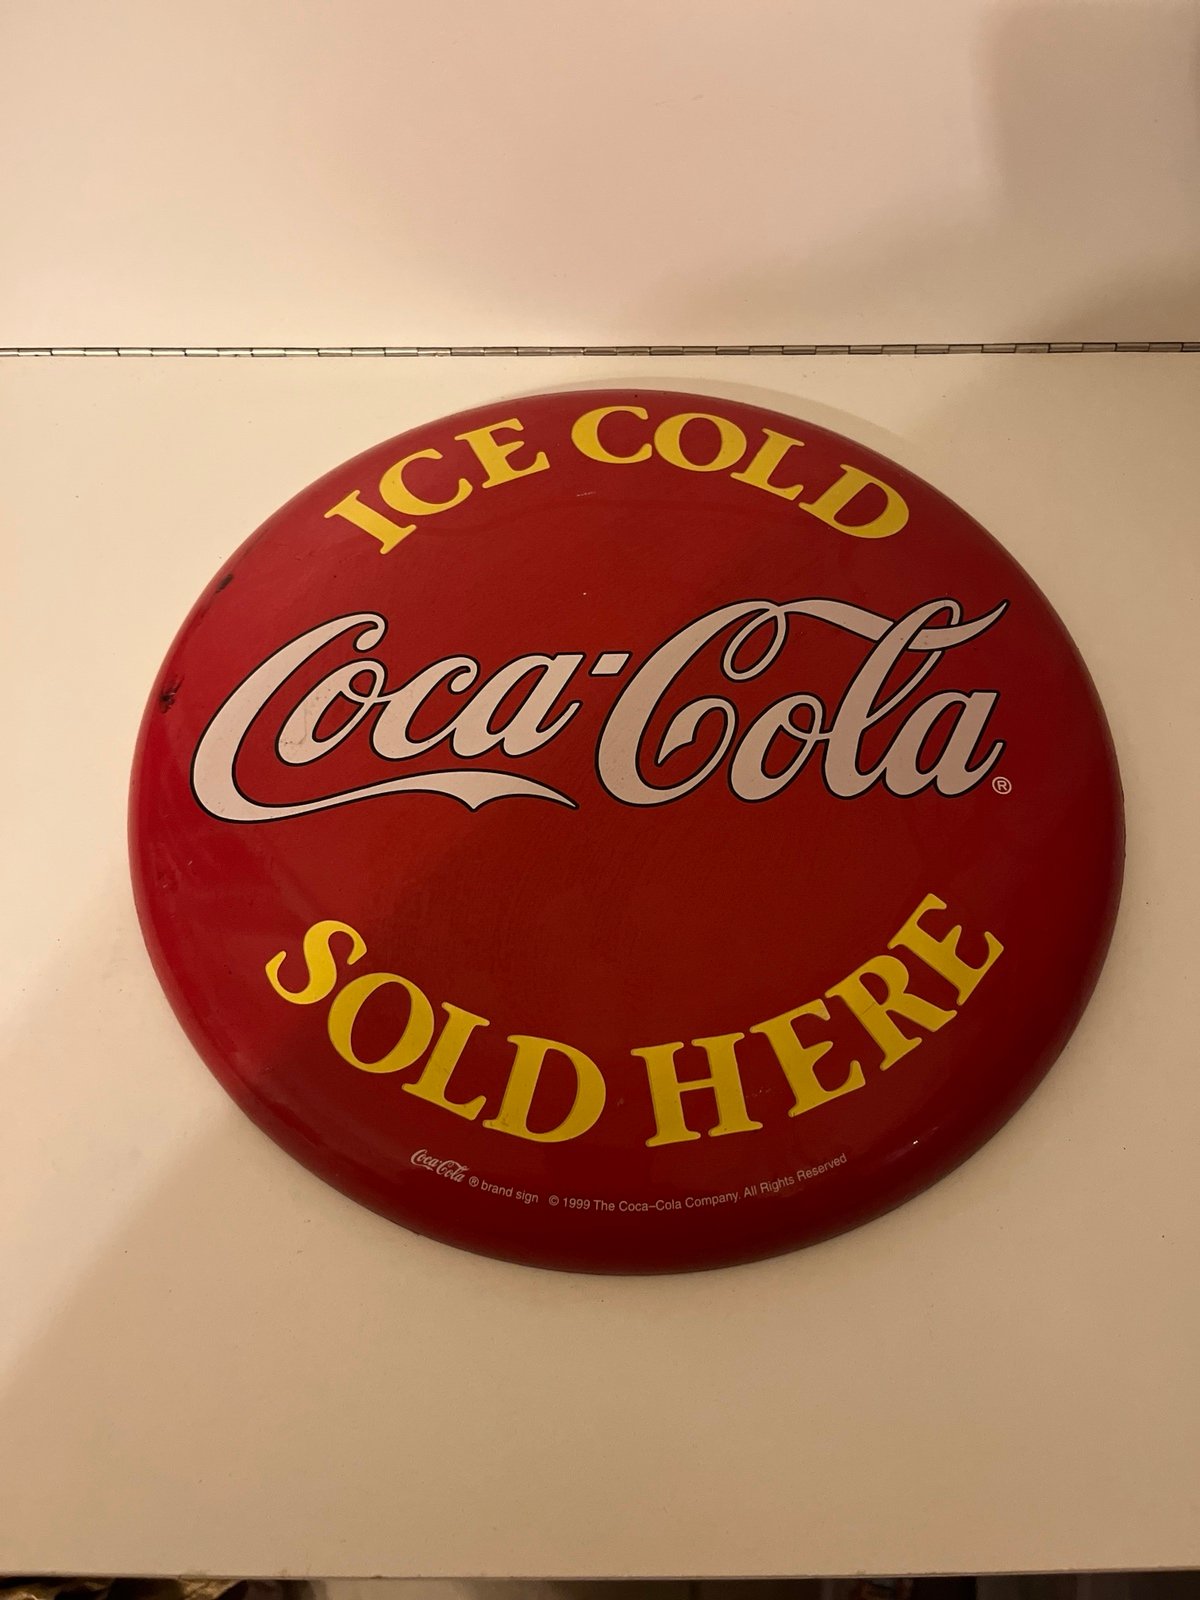 ICE COLD
Coca-Cola®
SOLD HERE
Coca-Cola ® brand sign © 1999 The Coca-Cola Company. All Rights Reserved